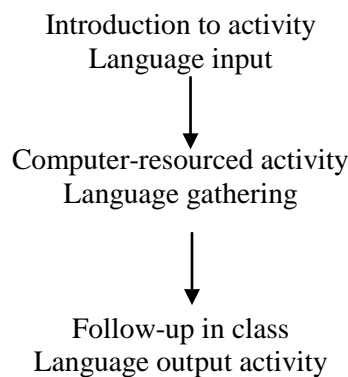 Introduction to activity
Language input
Computer-resourced activity
Language gathering
Follow-up in class
Language output activity